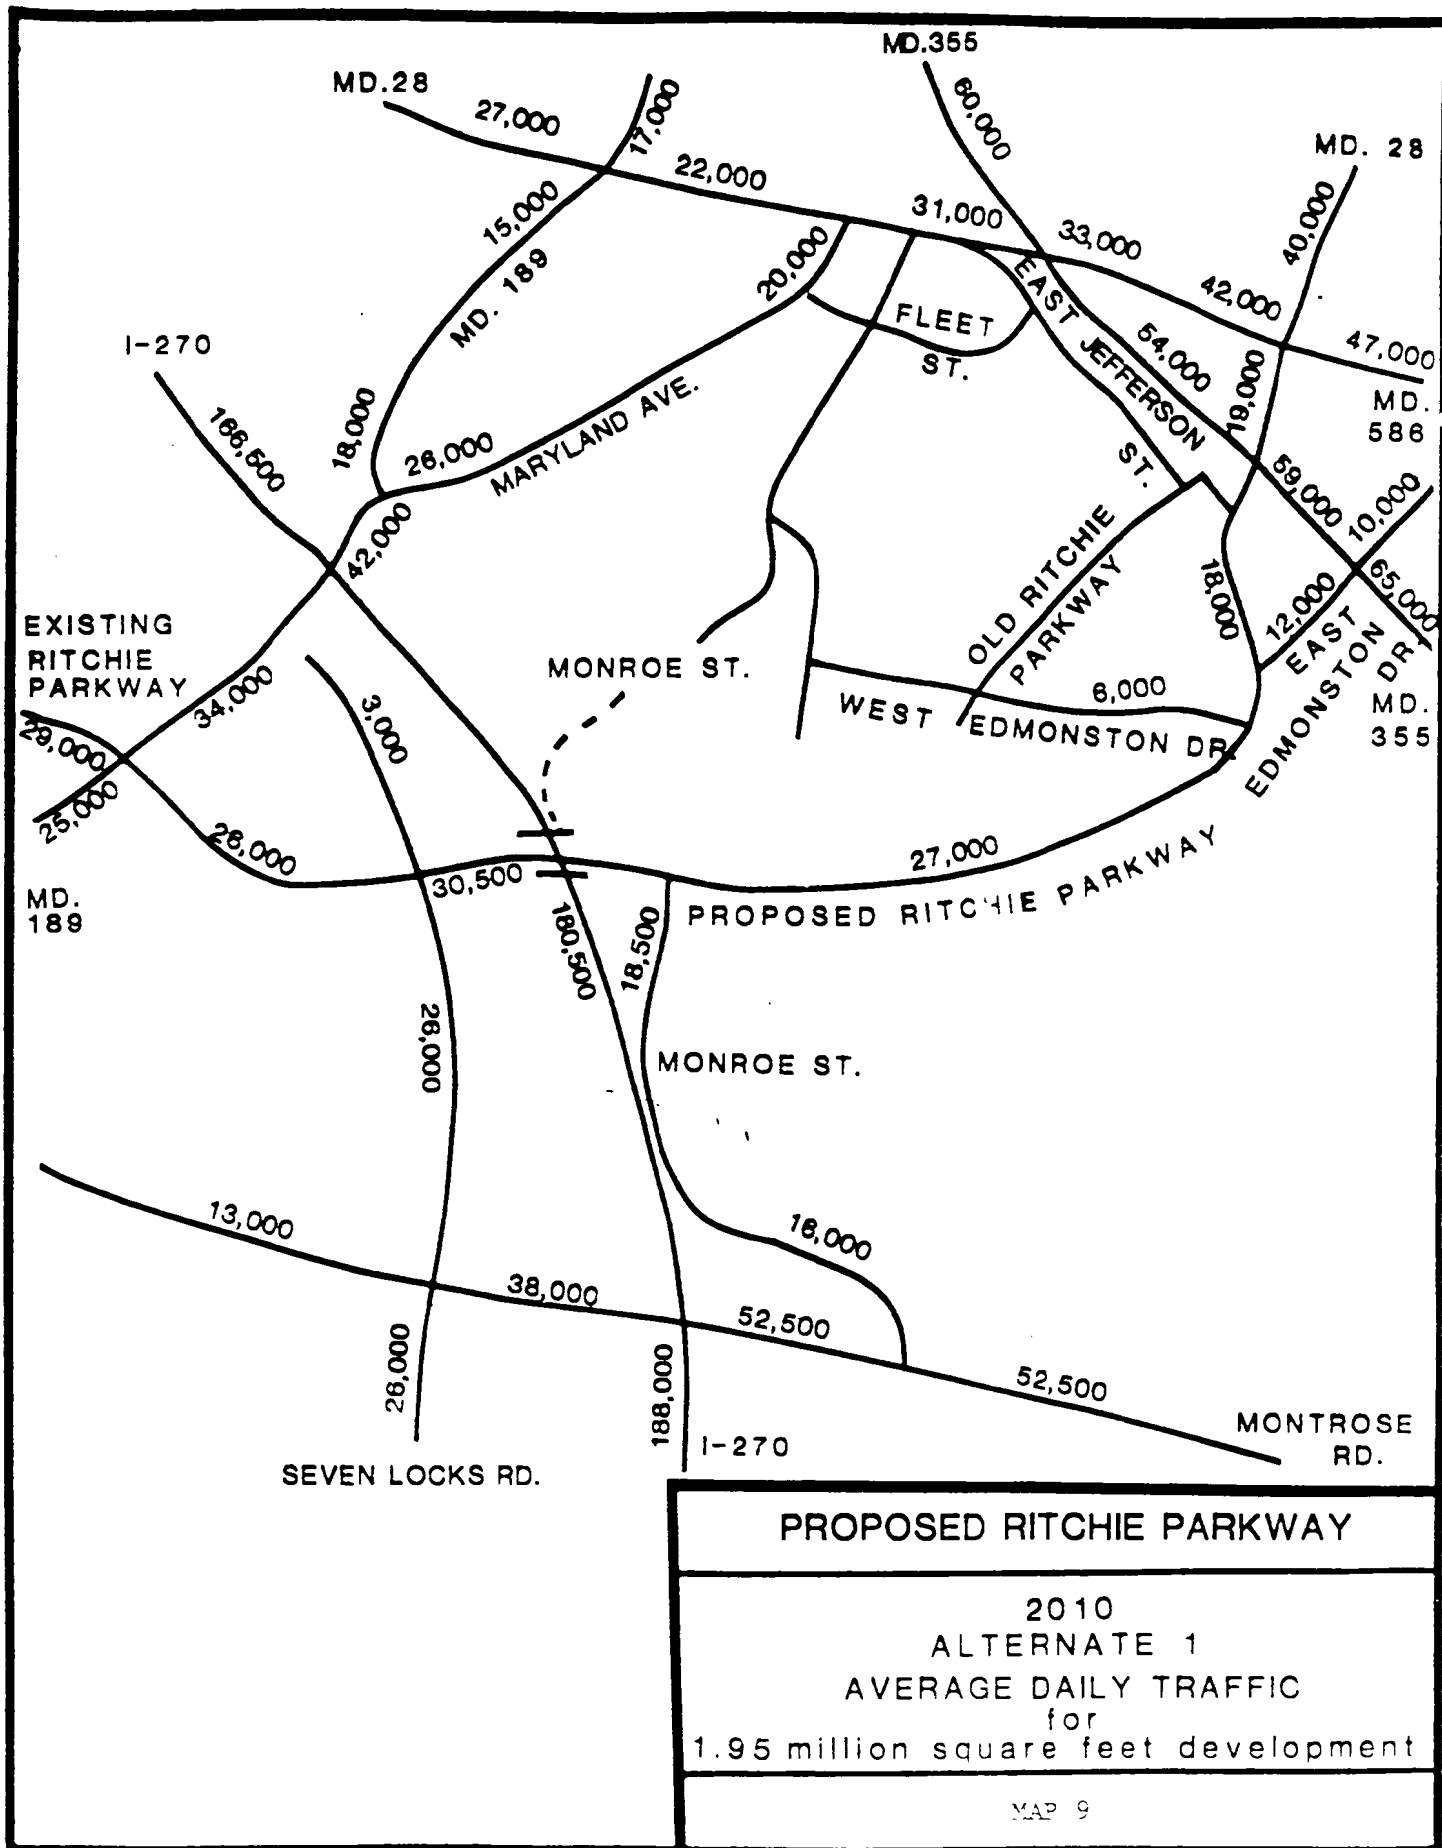 MD.355
MD.28
27,000
17,000
60,000
MD. 28
22,000
15,000
31,000
33,000
40,000
MD. 189
20,000
EAST JEFFERSON ST.
42,000
FLEET ST.
54,000
47,000
I-270
19,000
MD.
586
166,500
18,000
26,000
MARYLAND AVE.
59,000
10,000
42,000
OLD RITCHIE
PARKWAY
18,000
12,000
65,000
EXISTING
RITCHIE
PARKWAY
EAST
EDMONSTON DR.
34,000
3,000
MONROE ST.
6,000
WEST EDMONSTON DR.
MD.
355
29,000
25,000
26,000
27,000
30,500
MD.
189
PROPOSED RITCHIE PARKWAY
180,500
18,500
26,000
MONROE ST.
13,000
16,000
38,000
52,500
26,000
188,000
52,500
I-270
MONTROSE
RD.
SEVEN LOCKS RD.
PROPOSED RITCHIE PARKWAY
2010
ALTERNATE 1
AVERAGE DAILY TRAFFIC
for
1.95 million square feet development
MAP 9